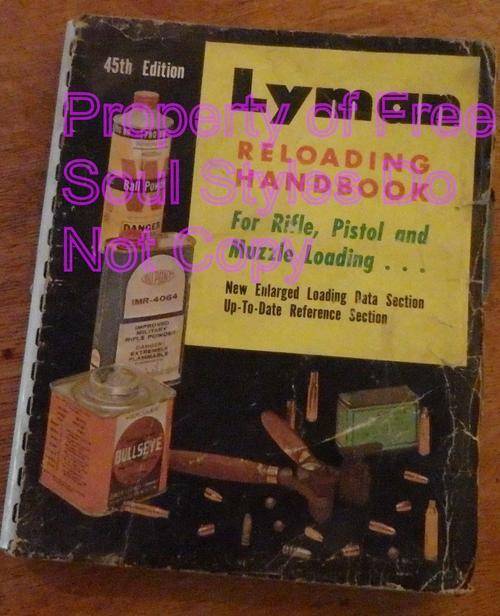 45th Edition
Lyman
RELOADING
HANDBOOK
For Rifle, Pistol and
Muzzle Loading . . .
New Enlarged Loading Data Section
Up-To-Date Reference Section
Ball Powder
DANGER
DU PONT
IMR-4064
IMPROVED
MILITARY
RIFLE POWDER
DANGER!
EXTREMELY
FLAMMABLE
BULLSEYE
Property of Free
Soul Styles Do
Not Copy